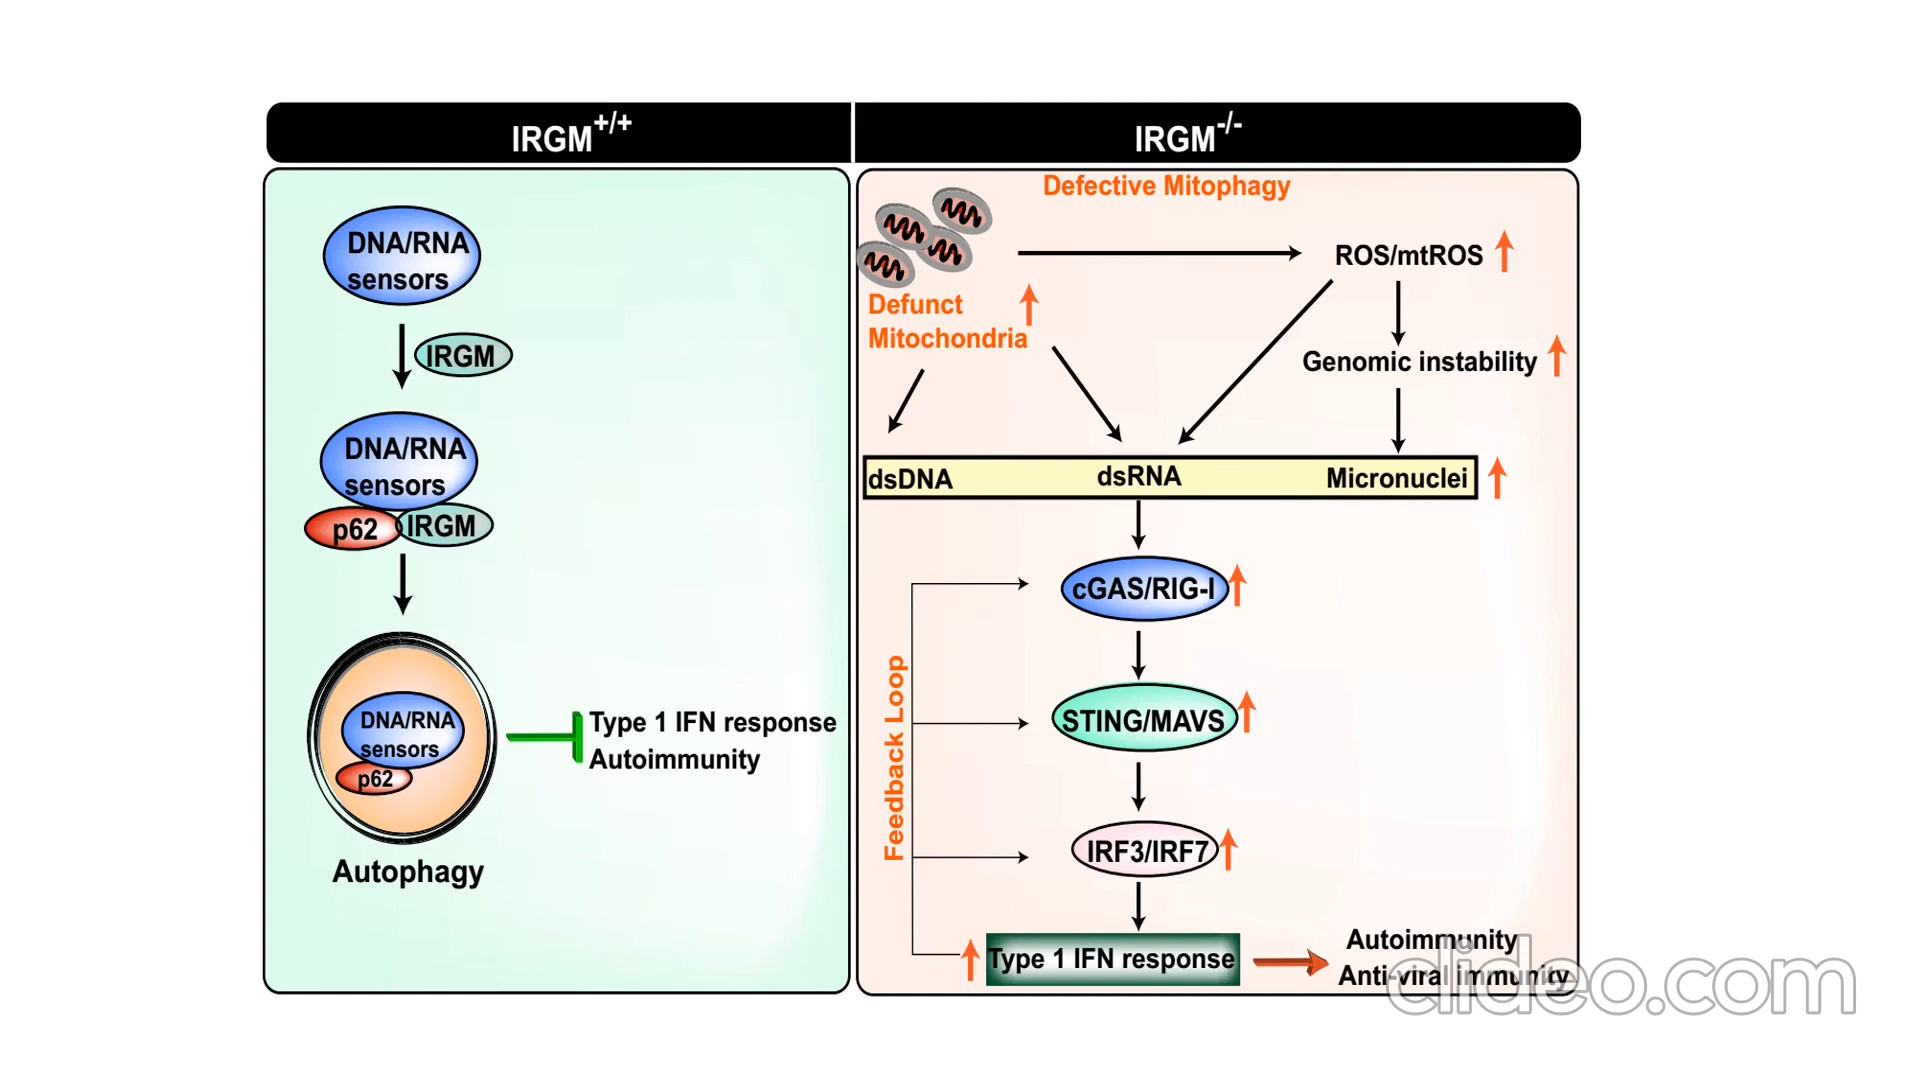 IRGM+/+
IRGM-/-
DNA/RNA
sensors
IRGM
DNA/RNA
sensors
p62
IRGM
DNA/RNA
sensors
p62
Autophagy
Type 1 IFN response
Autoimmunity
Defective Mitophagy
ROS/mtROS
Defunct
Mitochondria
Genomic instability
dsDNA
dsRNA
Micronuclei
cGAS/RIG-I
STING/MAVS
IRF3/IRF7
Feedback Loop
Type 1 IFN response
Autoimmunity
Anti-viral immunity
clideo.com